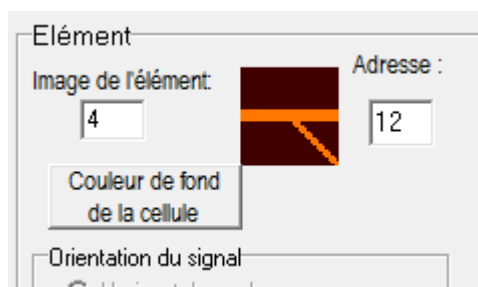 Elément
Image de l'élément:
Adresse :
4
12
Couleur de fond
de la cellule
Orientation du signal